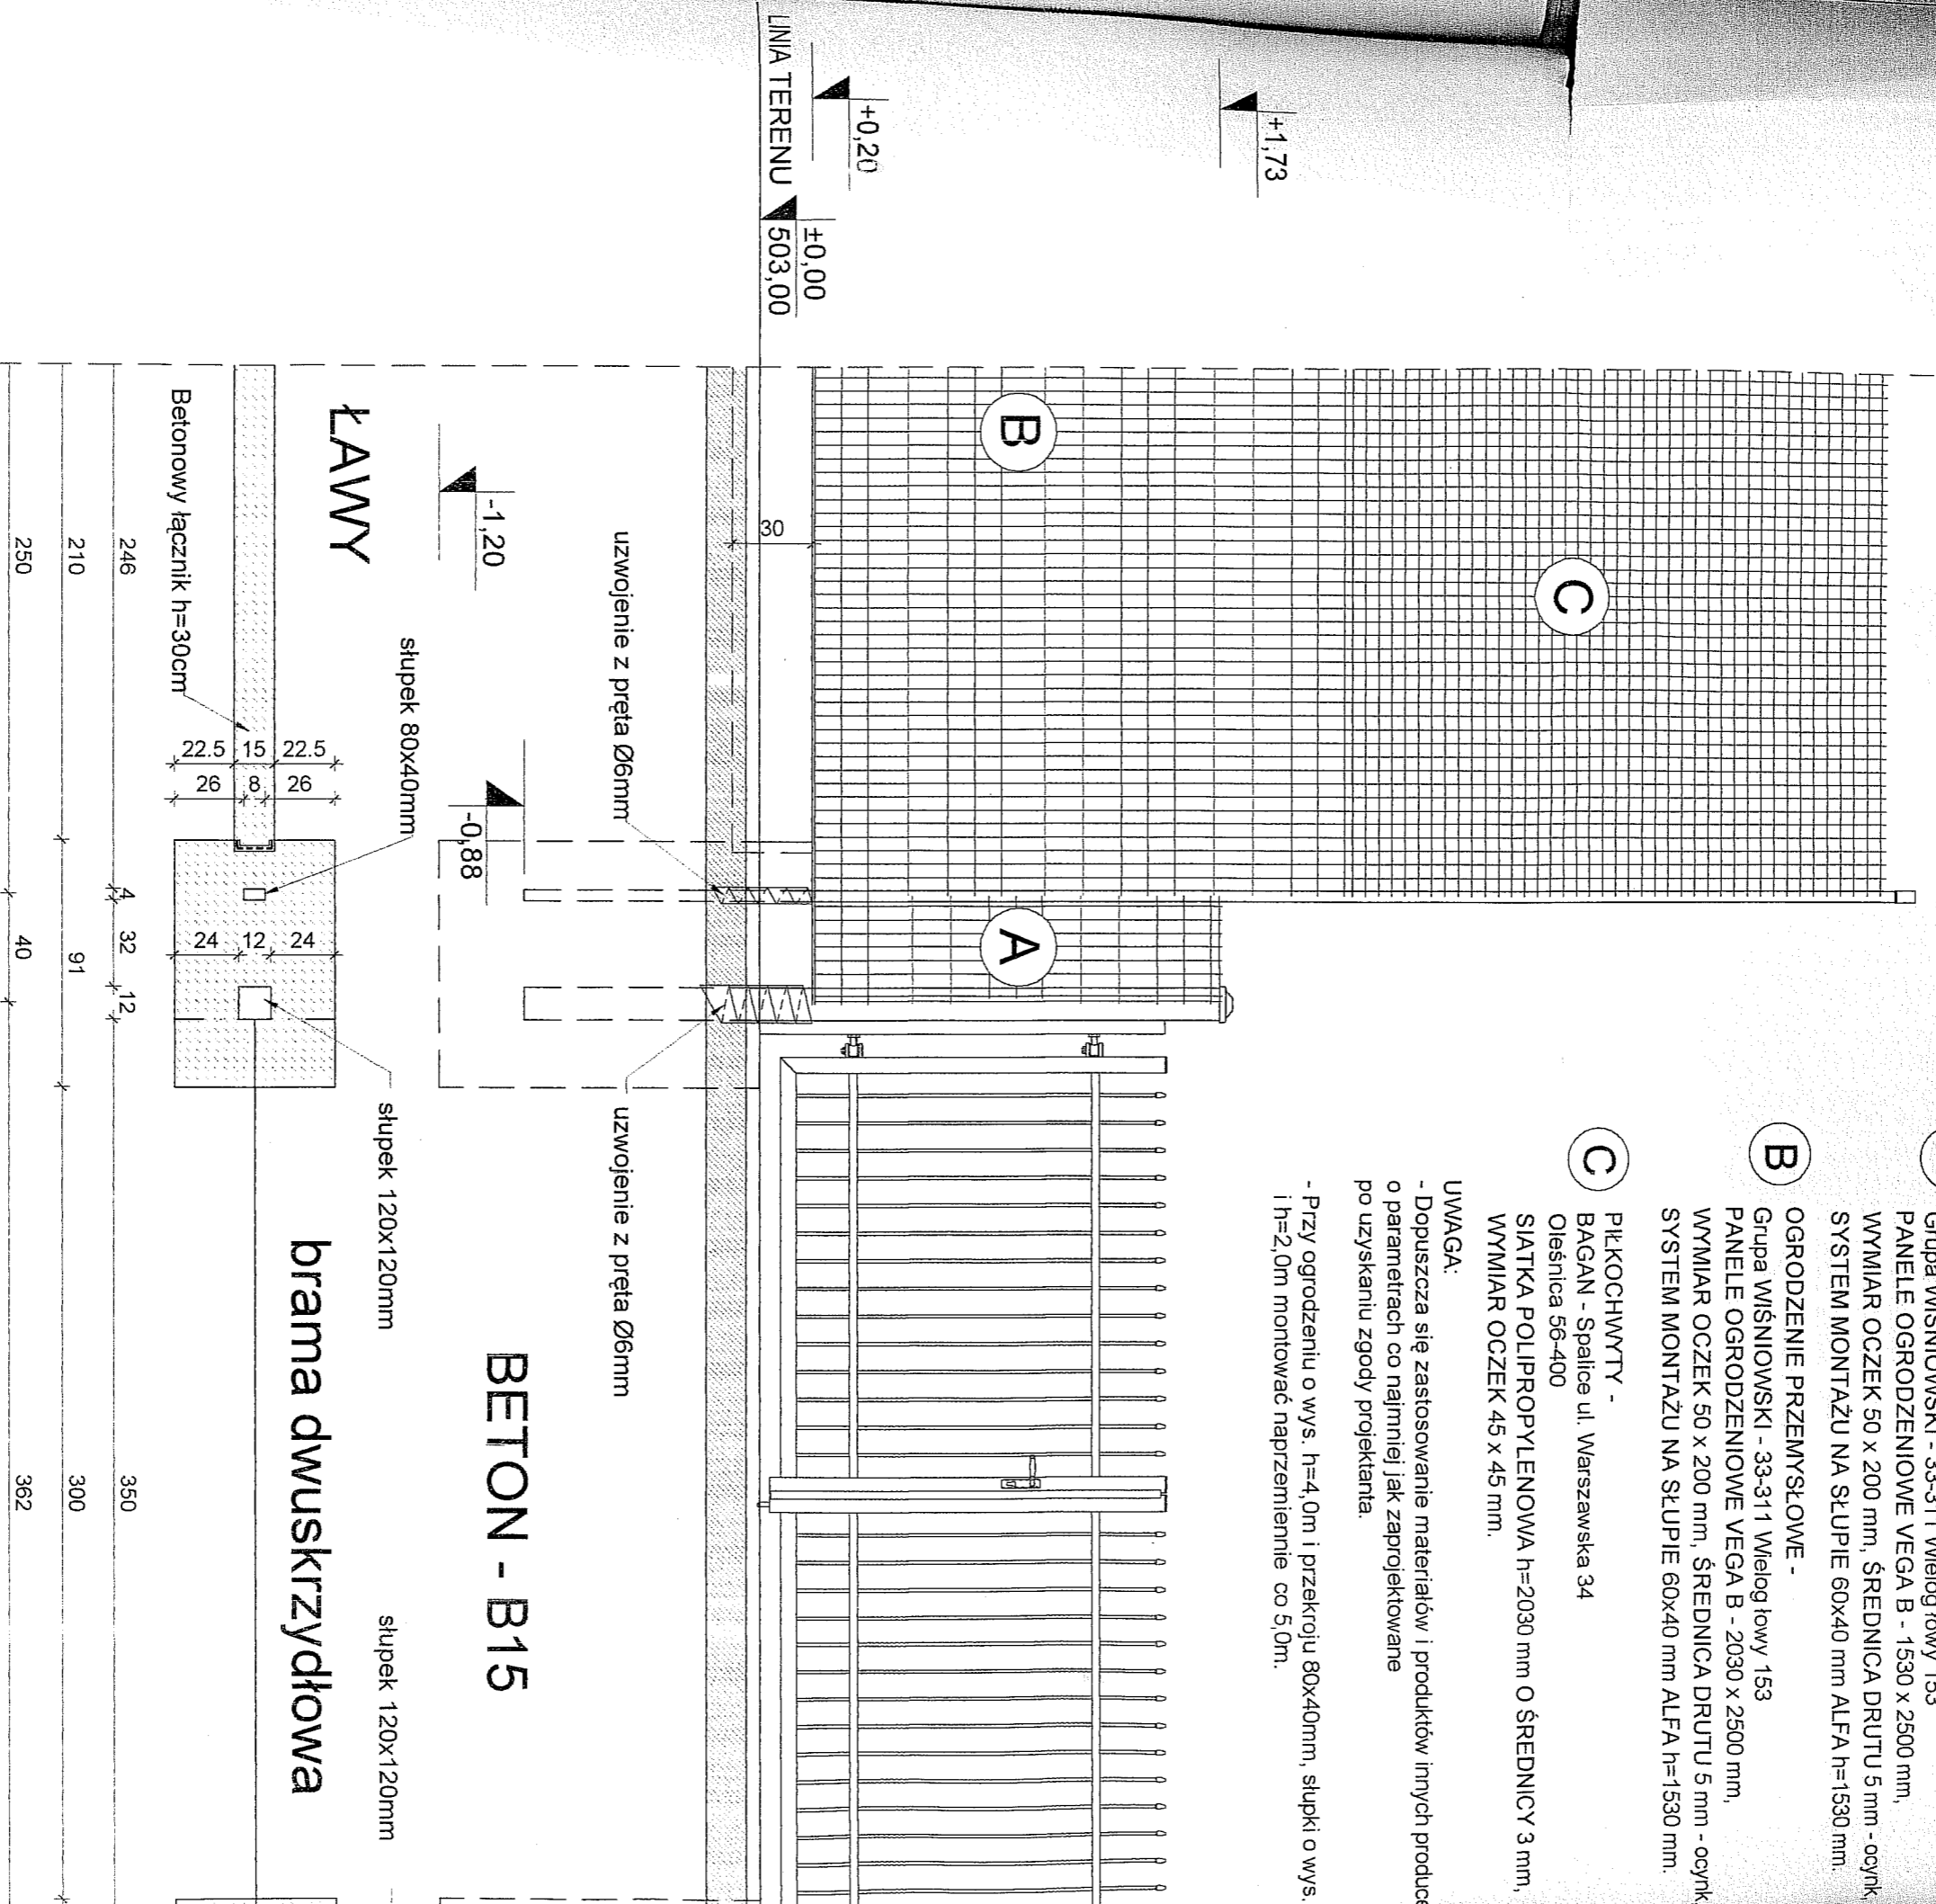 Grupa WIŚNIOWSKI - 33-311 Wielogłowy 153
PANELE OGRODZENIOWE VEGA B - 1530 x 2500 mm,
WYMIAR OCZEK 50 x 200 mm, ŚREDNICA DRUTU 5 mm - ocynk,
SYSTEM MONTAŻU NA SŁUPIE 60x40 mm ALFA h=1530 mm.
B
OGRODZENIE PRZEMYSŁOWE -
Grupa WIŚNIOWSKI - 33-311 Wielogłowy 153
PANELE OGRODZENIOWE VEGA B - 2030 x 2500 mm,
WYMIAR OCZEK 50 x 200 mm, ŚREDNICA DRUTU 5 mm - ocynk
SYSTEM MONTAŻU NA SŁUPIE 60x40 mm ALFA h=1530 mm.
C
PIŁKOCHWYTY -
BAGAN - Spalice ul. Warszawska 34
Oleśnica 56-400
SIATKA POLIPROPYLENOWA h=2030 mm O ŚREDNICY 3 mm,
WYMIAR OCZEK 45 x 45 mm.
UWAGA:
- Dopuszcza się zastosowanie materiałów i produktów innych produce
o parametrach co najmniej jak zaprojektowane
po uzyskaniu zgody projektanta.
- Przy ogrodzeniu o wys. h=4,0m i przekroju 80x40mm, słupki o wys.
i h=2,0m montować naprzemiennie co 5,0m.
+1,73
+0,20
±0,00
503,00
LINIA TERENU
C
B
A
30
uzwojenie z pręta Ø6mm
uzwojenie z pręta Ø6mm
-1,20
-0,88
BETON - B15
ŁAWY
słupek 80x40mm
słupek 120x120mm
słupek 120x120mm
brama dwuskrzydłowa
Betonowy łącznik h=30cm
22.5 15 22.5
26 8 26
24 12 24
246 4 32 12 350
210 91 300
250 40 362